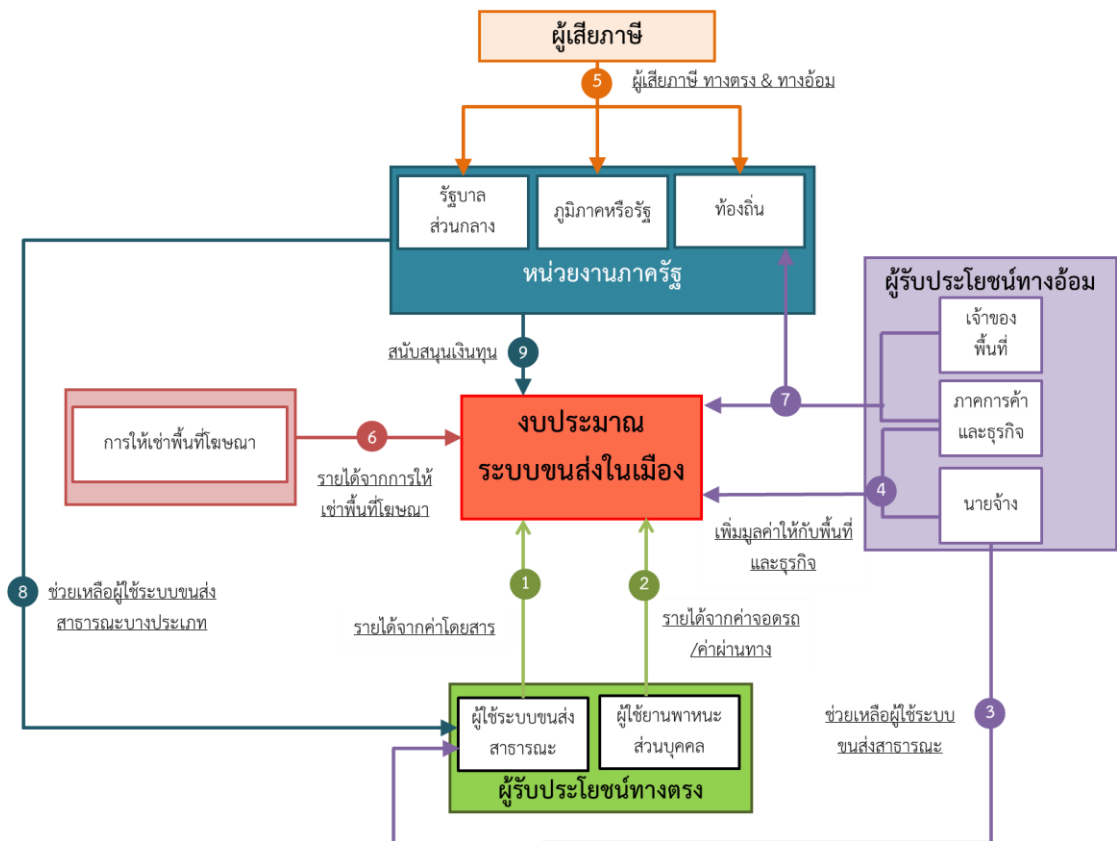 ผู้เสียภาษี
5
ผู้เสียภาษี ทางตรง & ทางอ้อม
รัฐบาล
ส่วนกลาง
ภูมิภาคหรือรัฐ
ท้องถิ่น
หน่วยงานภาครัฐ
ผู้รับประโยชน์ทางอ้อม
เจ้าของ
พื้นที่
ภาคการค้า
และธุรกิจ
นายจ้าง
สนับสนุนเงินทุน
9
7
การให้เช่าพื้นที่โฆษณา
6
รายได้จากการให้
เช่าพื้นที่โฆษณา
งบประมาณ
ระบบขนส่งในเมือง
4
เพิ่มมูลค่าให้กับพื้นที่
และธุรกิจ
8
ช่วยเหลือผู้ใช้ระบบขนส่ง
สาธารณะบางประเภท
1
รายได้จากค่าโดยสาร
2
รายได้จากค่าจอดรถ
/ค่าผ่านทาง
3
ช่วยเหลือผู้ใช้ระบบ
ขนส่งสาธารณะ
ผู้ใช้ระบบขนส่ง
สาธารณะ
ผู้ใช้ยานพาหนะ
ส่วนบุคคล
ผู้รับประโยชน์ทางตรง